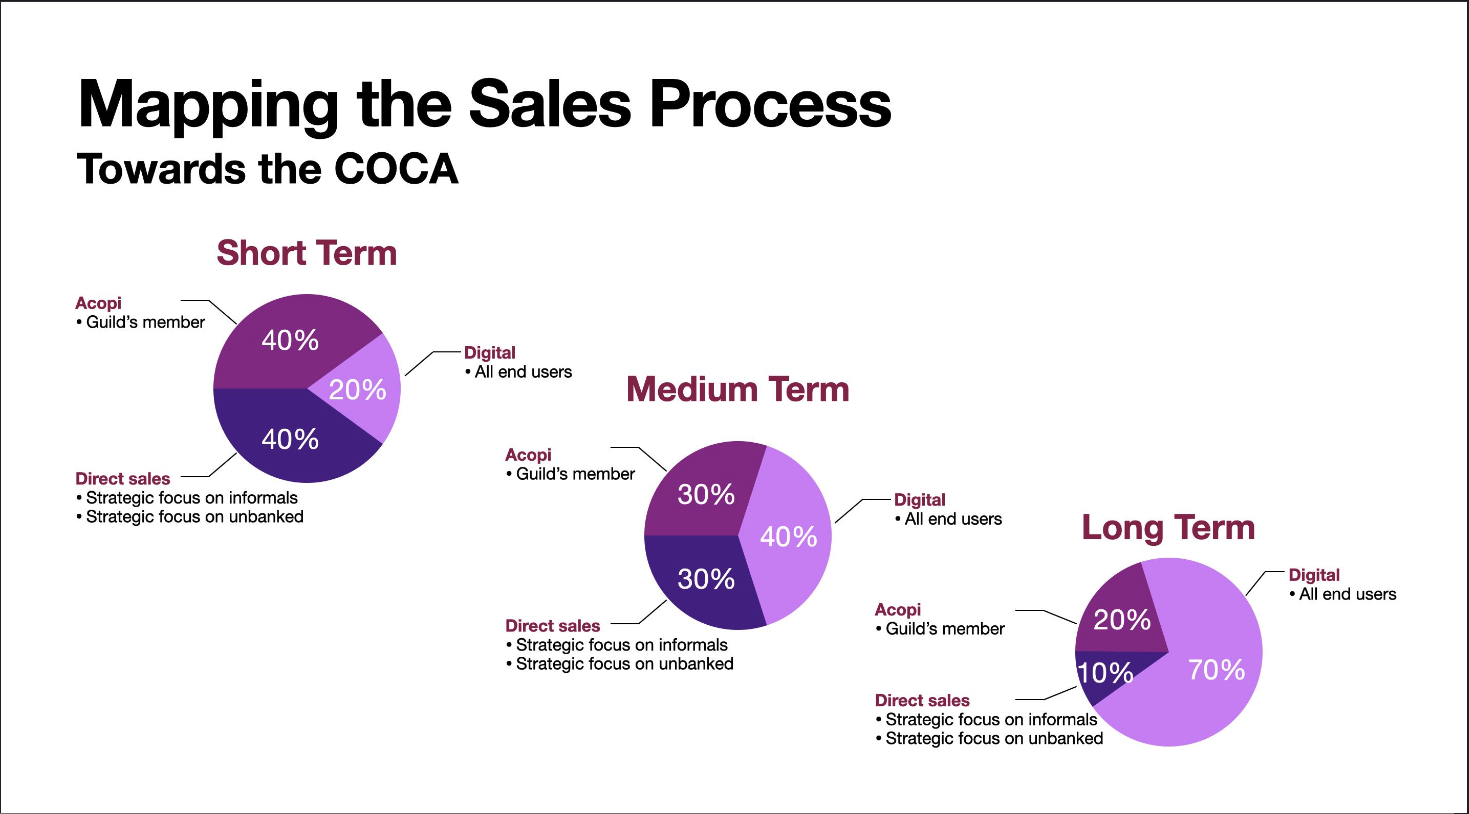 Mapping the Sales Process
Towards the COCA
Short Term
Acopi
• Guild's member
40%
Digital
• All end users
20%
40%
Direct sales
• Strategic focus on informals
• Strategic focus on unbanked
Medium Term
Acopi
• Guild's member
30%
Digital
• All end users
40%
30%
Direct sales
• Strategic focus on informals
• Strategic focus on unbanked
Long Term
Digital
• All end users
Acopi
• Guild's member
20%
70%
10%
Direct sales
• Strategic focus on informals
• Strategic focus on unbanked